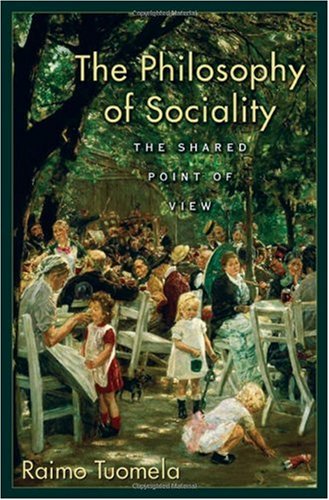 The Philosophy
of Sociality
THE SHARED
POINT OF
VIEW
Raimo Tuomela